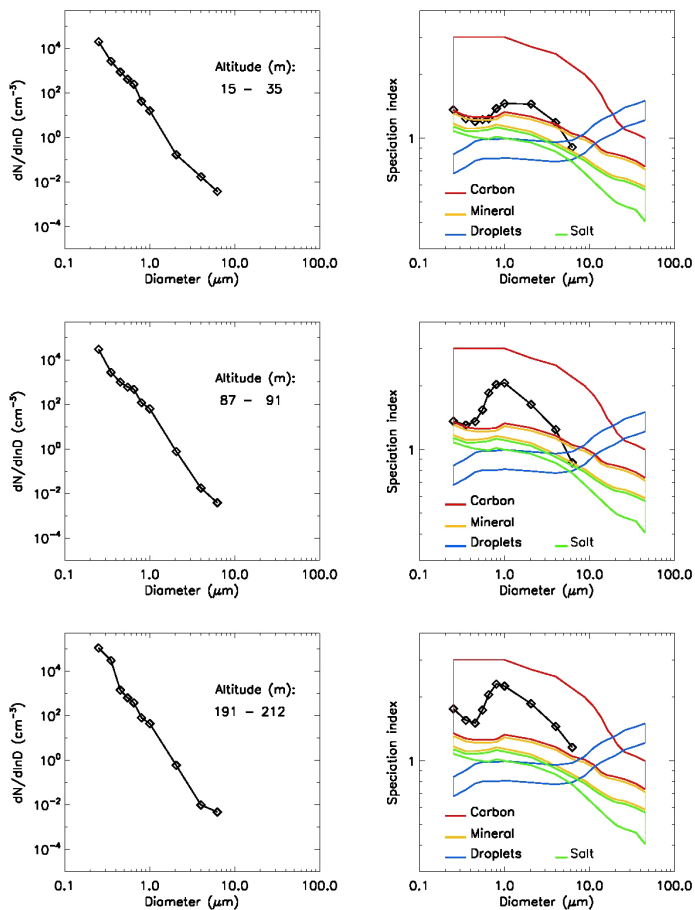 10⁴
10²
10⁰
10⁻²
10⁻⁴
dN/dlnD (cm⁻³)
Altitude (m):
15 – 35
0.1 1.0 10.0 100.0
Diameter (μm)
Speciation index
1
Carbon
Mineral
Droplets Salt
0.1 1.0 10.0 100.0
Diameter (μm)
10⁴
10²
10⁰
10⁻²
10⁻⁴
dN/dlnD (cm⁻³)
Altitude (m):
87 – 91
0.1 1.0 10.0 100.0
Diameter (μm)
Speciation index
1
Carbon
Mineral
Droplets Salt
0.1 1.0 10.0 100.0
Diameter (μm)
10⁴
10²
10⁰
10⁻²
10⁻⁴
dN/dlnD (cm⁻³)
Altitude (m):
191 – 212
0.1 1.0 10.0 100.0
Diameter (μm)
Speciation index
1
Carbon
Mineral
Droplets Salt
0.1 1.0 10.0 100.0
Diameter (μm)